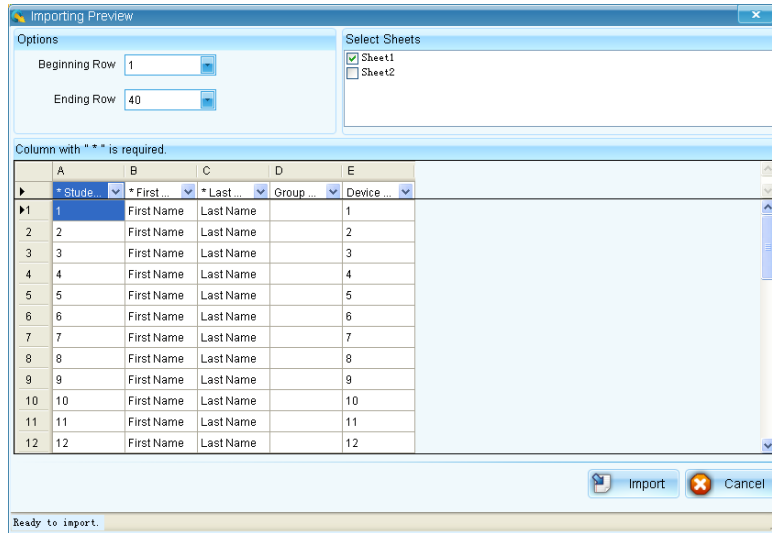 Importing Preview
Options
Select Sheets
Beginning Row 1
Sheet1
Sheet2
Ending Row 40
Column with " * " is required.
A B C D E
* Stude... * First ... * Last ... Group ... Device ...
1 1 First Name Last Name 1
2 2 First Name Last Name 2
3 3 First Name Last Name 3
4 4 First Name Last Name 4
5 5 First Name Last Name 5
6 6 First Name Last Name 6
7 7 First Name Last Name 7
8 8 First Name Last Name 8
9 9 First Name Last Name 9
10 10 First Name Last Name 10
11 11 First Name Last Name 11
12 12 First Name Last Name 12
Import Cancel
Ready to import.